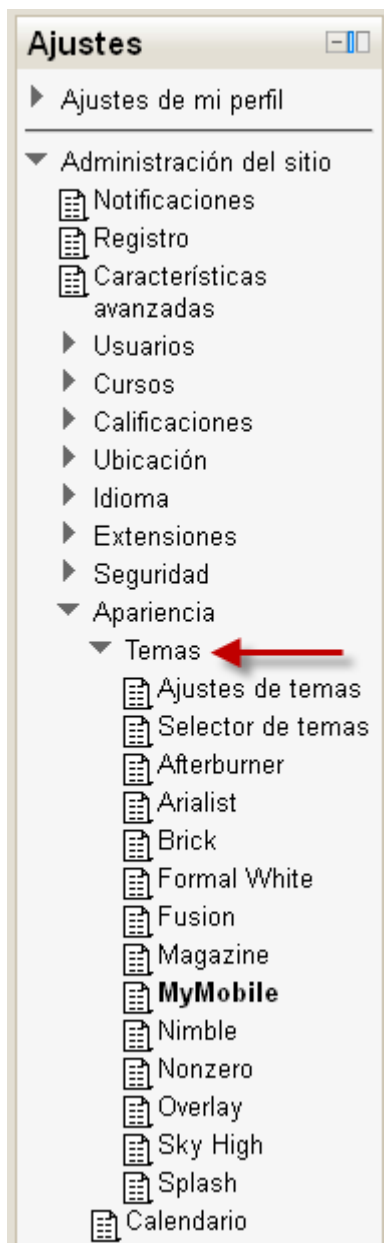 Ajustes
Ajustes de mi perfil
Administración del sitio
Notificaciones
Registro
Características
avanzadas
Usuarios
Cursos
Calificaciones
Ubicación
Idioma
Extensiones
Seguridad
Apariencia
Temas
Ajustes de temas
Selector de temas
Afterburner
Arialist
Brick
Formal White
Fusion
Magazine
MyMobile
Nimble
Nonzero
Overlay
Sky High
Splash
Calendario